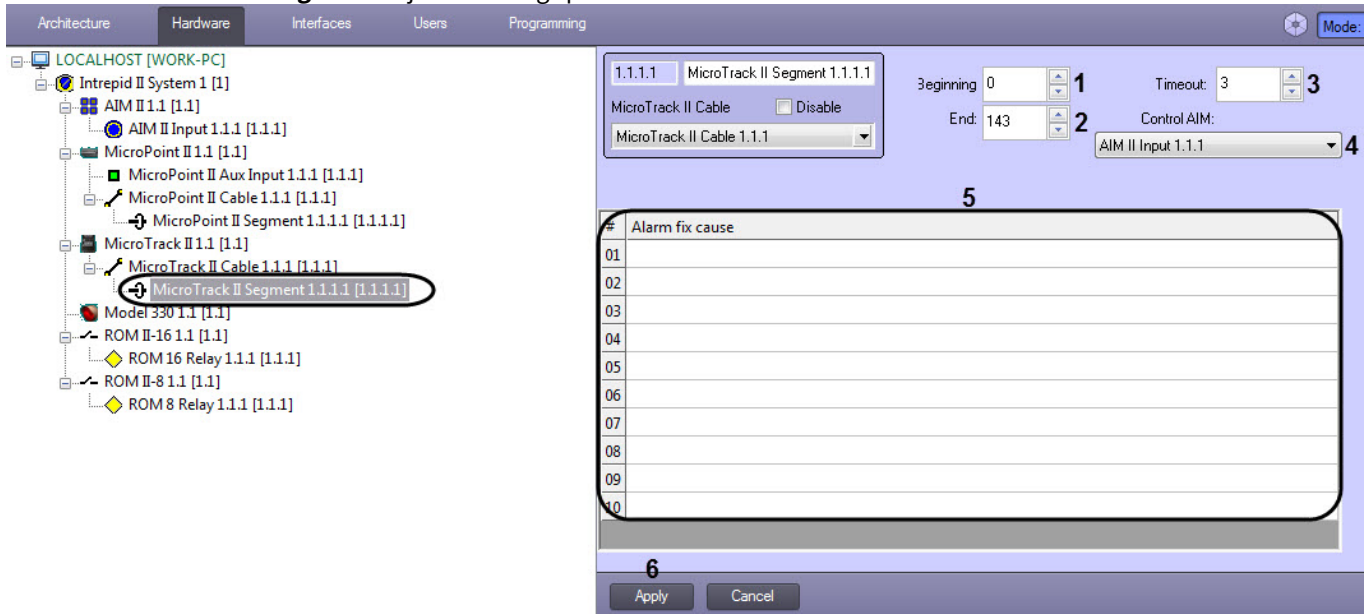 Architecture Hardware Interfaces Users Programming Mode:
LOCALHOST [WORK-PC]
Intrepid II System 1 [1]
AIM II 1.1 [1.1]
AIM II Input 1.1.1 [1.1.1]
MicroPoint II 1.1 [1.1]
MicroPoint II Aux Input 1.1.1 [1.1.1]
MicroPoint II Cable 1.1.1 [1.1.1]
MicroPoint II Segment 1.1.1.1 [1.1.1.1]
MicroTrack II 1.1 [1.1]
MicroTrack II Cable 1.1.1 [1.1.1]
MicroTrack II Segment 1.1.1.1 [1.1.1.1]
Model 330 1.1 [1.1]
ROM II-16 1.1 [1.1]
ROM 16 Relay 1.1.1 [1.1.1]
ROM II-8 1.1 [1.1]
ROM 8 Relay 1.1.1 [1.1.1]
1.1.1.1 MicroTrack II Segment 1.1.1.1
MicroTrack II Cable Disable
MicroTrack II Cable 1.1.1
Beginning 0 1
End: 143 2
Timeout: 3 3
Control AIM:
AIM II Input 1.1.1 4
5
# Alarm fix cause
01
02
03
04
05
06
07
08
09
10
6
Apply Cancel